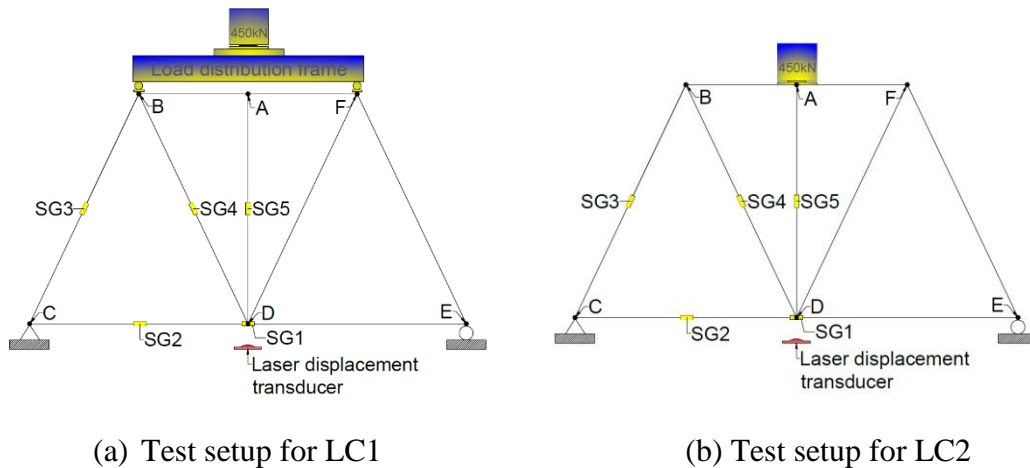 450kN
Load distribution frame
B
A
F
SG3
SG4
SG5
C
D
E
SG2
SG1
Laser displacement
transducer
(a) Test setup for LC1
450kN
B
A
F
SG3
SG4
SG5
C
D
E
SG2
SG1
Laser displacement
transducer
(b) Test setup for LC2